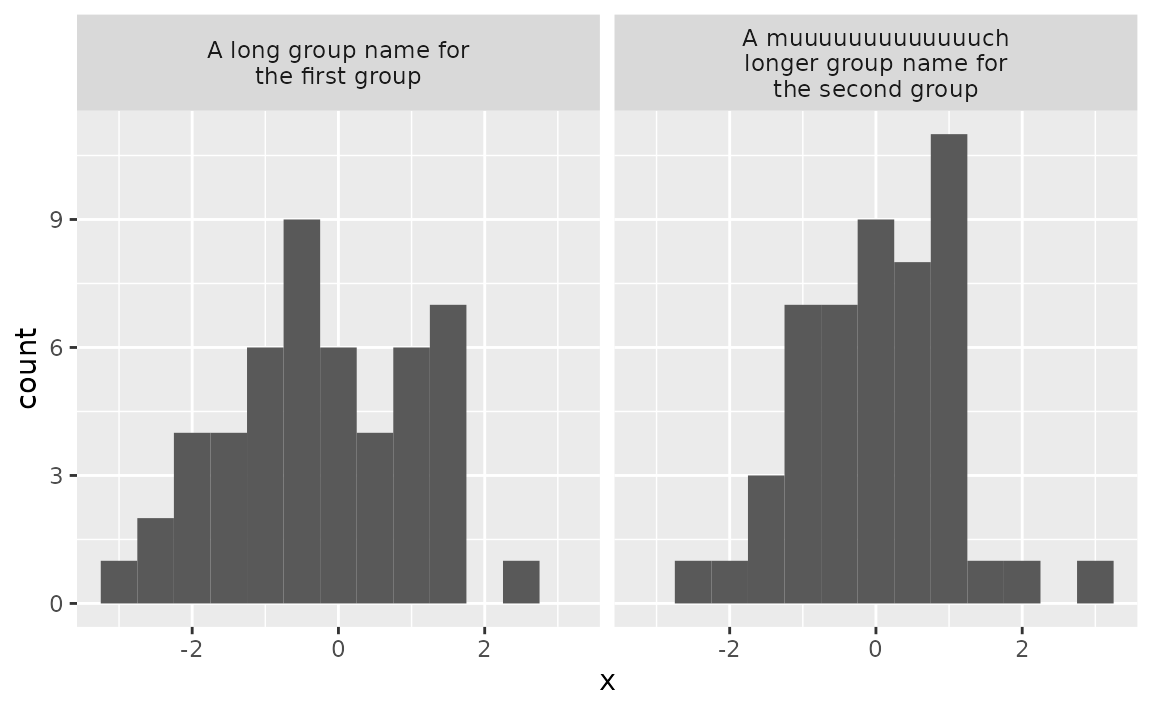 A long group name for
the first group
A muuuuuuuuuuuuuch
longer group name for
the second group
count
9
6
3
0
-2
0
2
-2
0
2
x